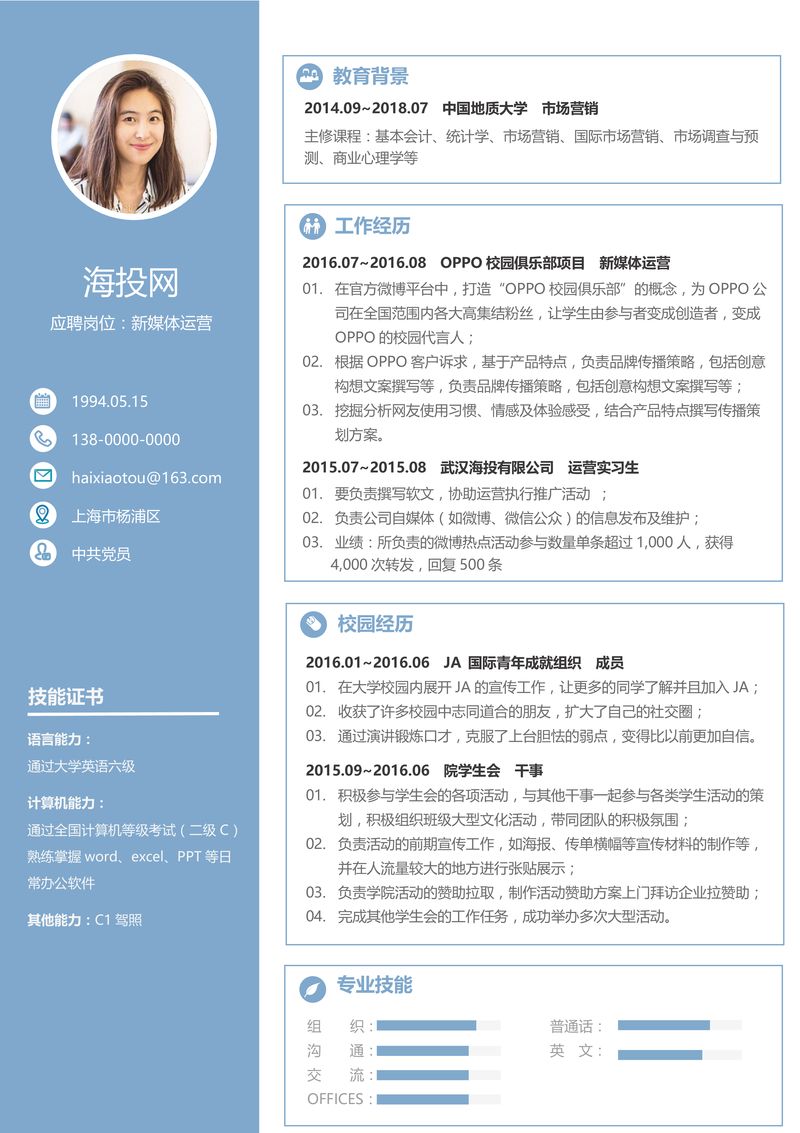 海投网
应聘岗位：新媒体运营
1994.05.15
138-0000-0000
haixiaotou@163.com
上海市杨浦区
中共党员
技能证书
语言能力：
通过大学英语六级
计算机能力：
通过全国计算机等级考试（二级 C）
熟练掌握 word、excel、PPT 等日
常办公软件
其他能力：C1 驾照
教育背景
2014.09~2018.07 中国地质大学 市场营销
主修课程：基本会计、统计学、市场营销、国际市场营销、市场调查与预
测、商业心理学等
工作经历
2016.07~2016.08 OPPO 校园俱乐部项目 新媒体运营
01. 在官方微博平台中，打造“OPPO 校园俱乐部”的概念，为 OPPO 公
司在全国范围内各大高集结粉丝，让学生由参与者变成创造者，变成
OPPO 的校园代言人；
02. 根据 OPPO 客户诉求，基于产品特点，负责品牌传播策略，包括创意
构想文案撰写等，负责品牌传播策略，包括创意构想文案撰写等；
03. 挖掘分析网友使用习惯、情感及体验感受，结合产品特点撰写传播策
划方案。
2015.07~2015.08 武汉海投有限公司 运营实习生
01. 要负责撰写软文，协助运营执行推广活动 ；
02. 负责公司自媒体（如微博、微信公众）的信息发布及维护；
03. 业绩：所负责的微博热点活动参与数量单条超过 1,000 人，获得
4,000 次转发，回复 500 条
校园经历
2016.01~2016.06 JA 国际青年成就组织 成员
01. 在大学校园内展开 JA 的宣传工作，让更多的同学了解并且加入 JA；
02. 收获了许多校园中志同道合的朋友，扩大了自己的社交圈；
03. 通过演讲锻炼口才，克服了上台胆怯的弱点，变得比以前更加自信。
2015.09~2016.06 院学生会 干事
01. 积极参与学生会的各项活动，与其他干事一起参与各类学生活动的策
划，积极组织班级大型文化活动，带同团队的积极氛围；
02. 负责活动的前期宣传工作，如海报、传单横幅等宣传材料的制作等，
并在人流量较大的地方进行张贴展示；
03. 负责学院活动的赞助拉取，制作活动赞助方案上门拜访企业拉赞助；
04. 完成其他学生会的工作任务，成功举办多次大型活动。
专业技能
组 织：
沟 通：
交 流：
OFFICES：
普通话：
英 文：